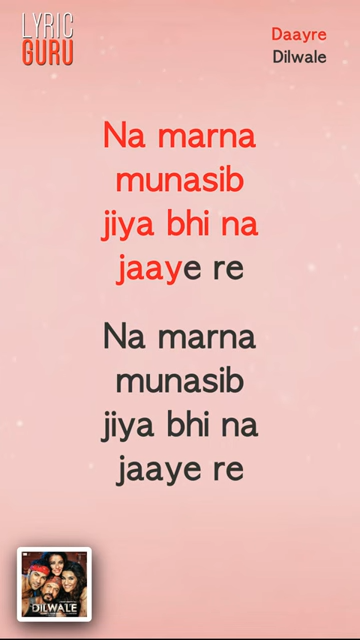 LYRIC
GURU
Daayre
Dilwale
Na marna
munasib
jiya bhi na
jaaye re
Na marna
munasib
jiya bhi na
jaaye re
DILWALE